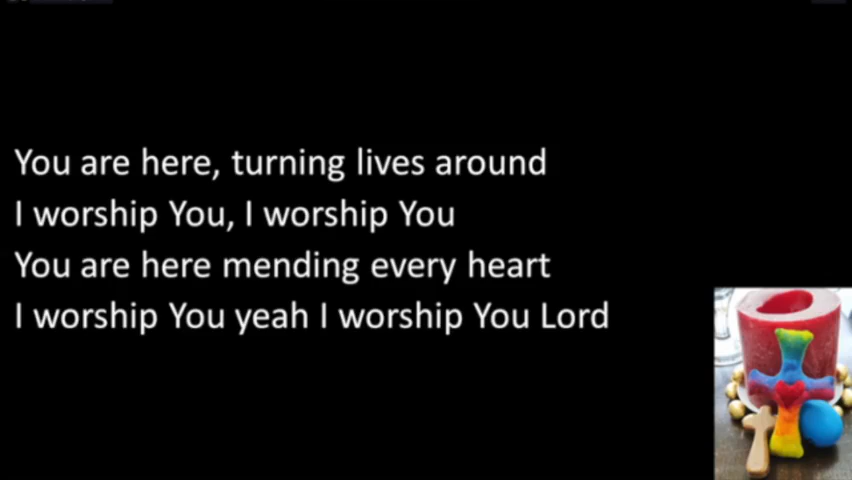 You are here, turning lives around
I worship You, I worship You
You are here mending every heart
I worship You yeah I worship You Lord